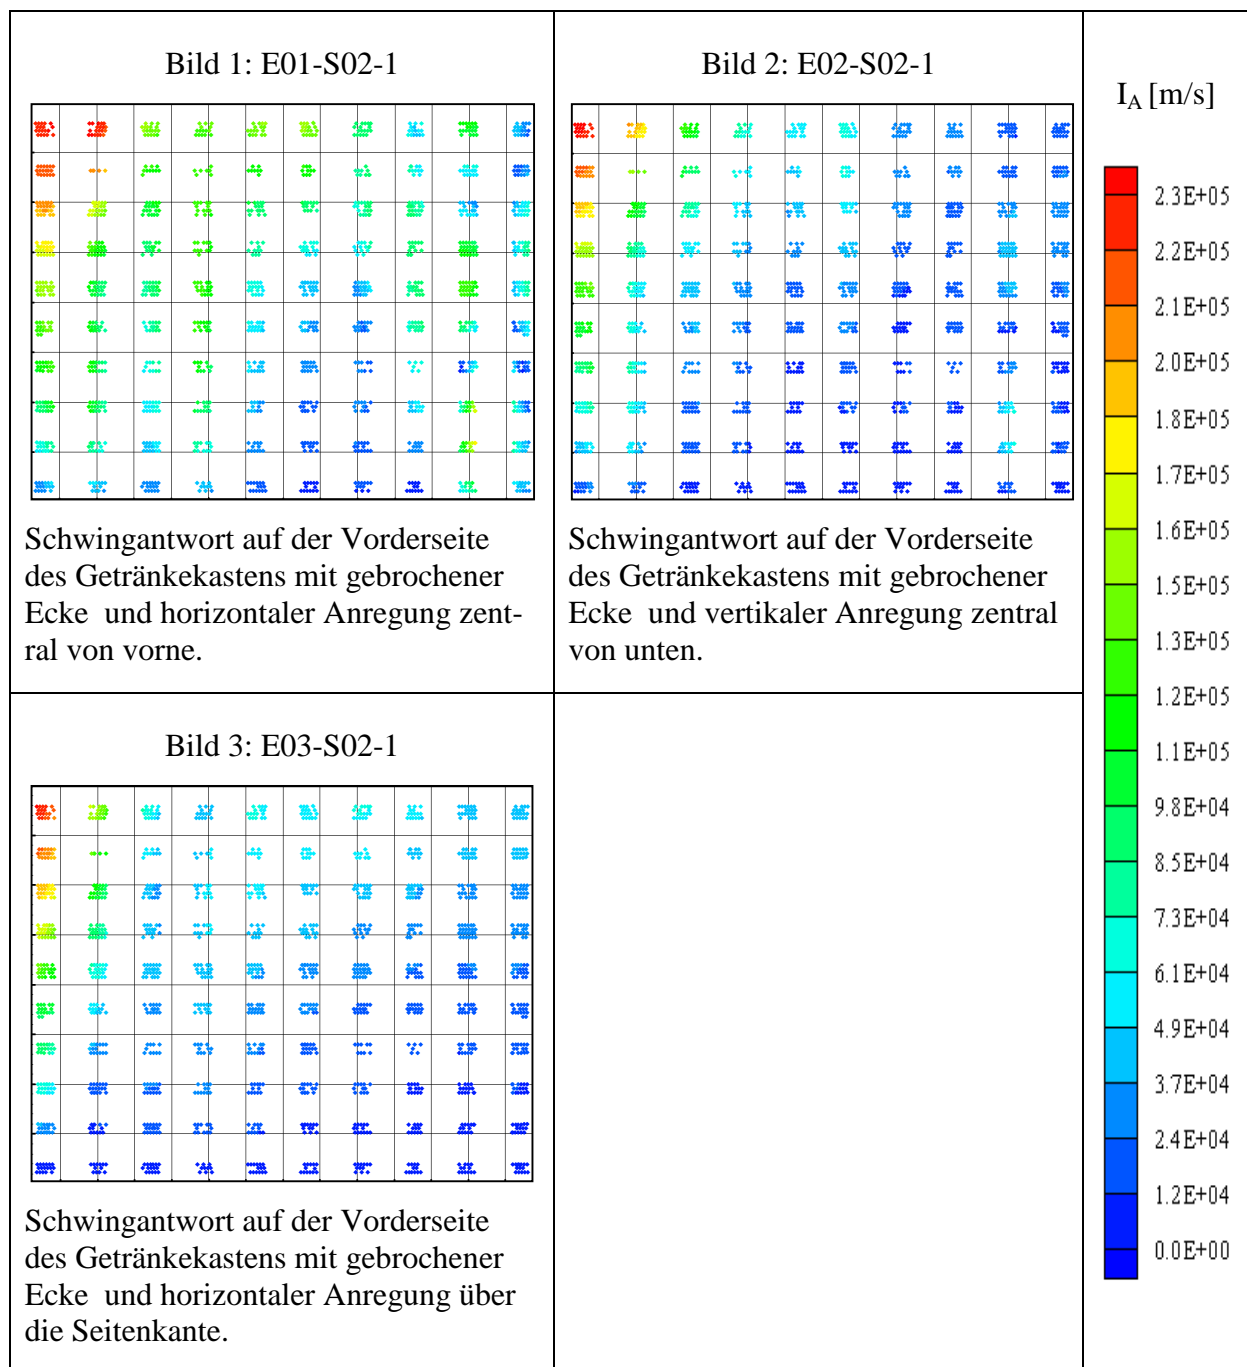 Bild 1: E01-S02-1
Schwingantwort auf der Vorderseite
des Getränkekastens mit gebrochener
Ecke und horizontaler Anregung zent-
ral von vorne.
Bild 2: E02-S02-1
Schwingantwort auf der Vorderseite
des Getränkekastens mit gebrochener
Ecke und vertikaler Anregung zentral
von unten.
Bild 3: E03-S02-1
Schwingantwort auf der Vorderseite
des Getränkekastens mit gebrochener
Ecke und horizontaler Anregung über
die Seitenkante.
I_A [m/s]
2.3E+05
2.2E+05
2.1E+05
2.0E+05
1.8E+05
1.7E+05
1.6E+05
1.5E+05
1.3E+05
1.2E+05
1.1E+05
9.8E+04
8.5E+04
7.3E+04
6.1E+04
4.9E+04
3.7E+04
2.4E+04
1.2E+04
0.0E+00